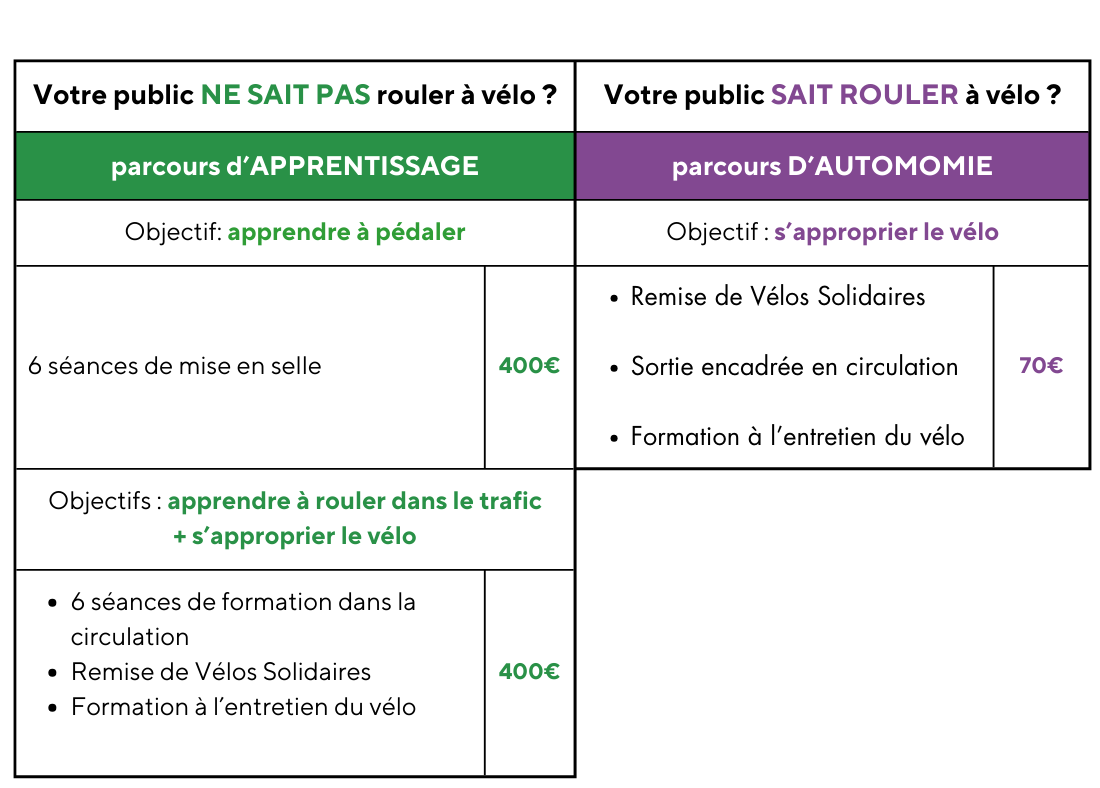 Votre public NE SAIT PAS rouler à vélo ?
parcours d’APPRENTISSAGE
Objectif: apprendre à pédaler
6 séances de mise en selle
400€
Objectifs : apprendre à rouler dans le trafic
+ s’approprier le vélo
• 6 séances de formation dans la
circulation
• Remise de Vélos Solidaires
• Formation à l’entretien du vélo
400€
Votre public SAIT ROULER à vélo ?
parcours D’AUTOMOMIE
Objectif : s’approprier le vélo
• Remise de Vélos Solidaires
• Sortie encadrée en circulation
• Formation à l’entretien du vélo
70€